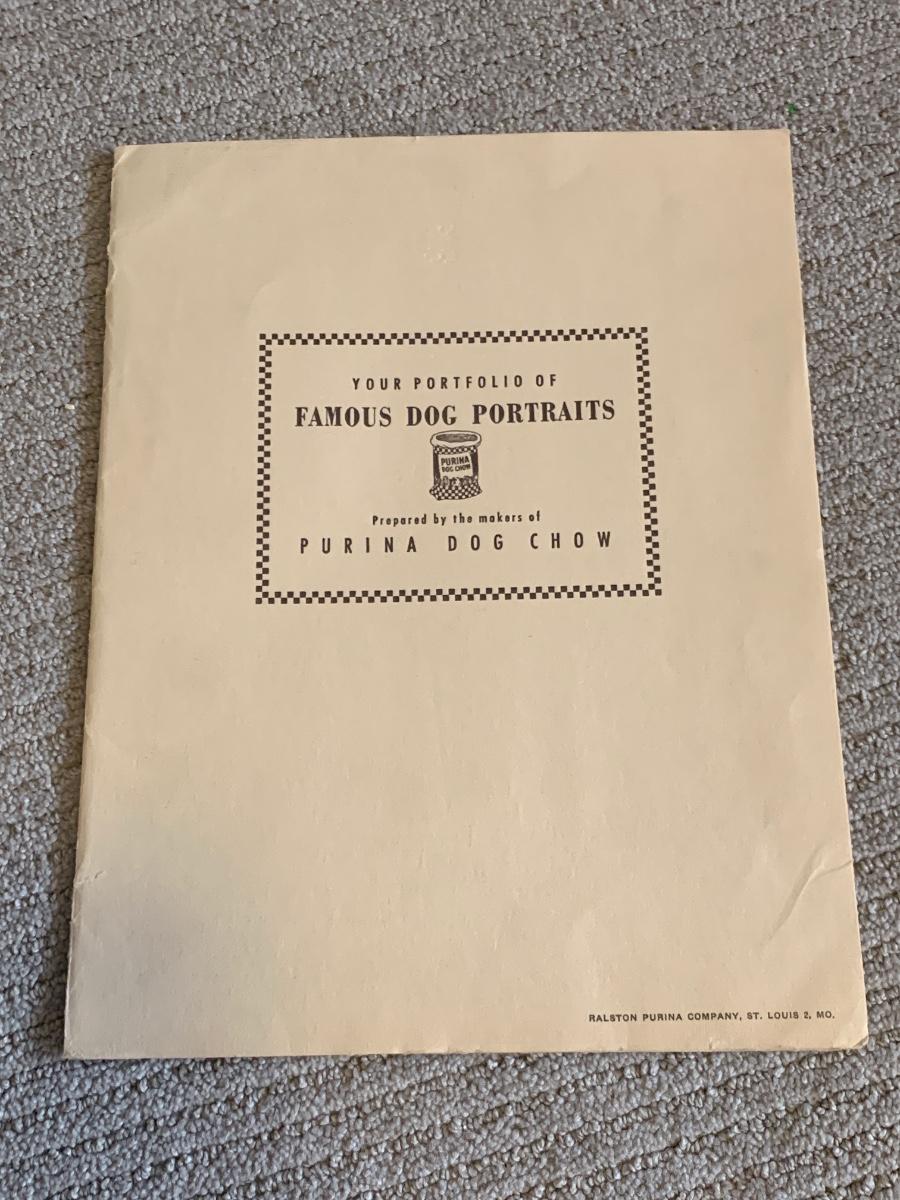 YOUR PORTFOLIO OF
FAMOUS DOG PORTRAITS
PURINA
DOG CHOW
Prepared by the makers of
PURINA DOG CHOW
RALSTON PURINA COMPANY, ST. LOUIS 2, MO.